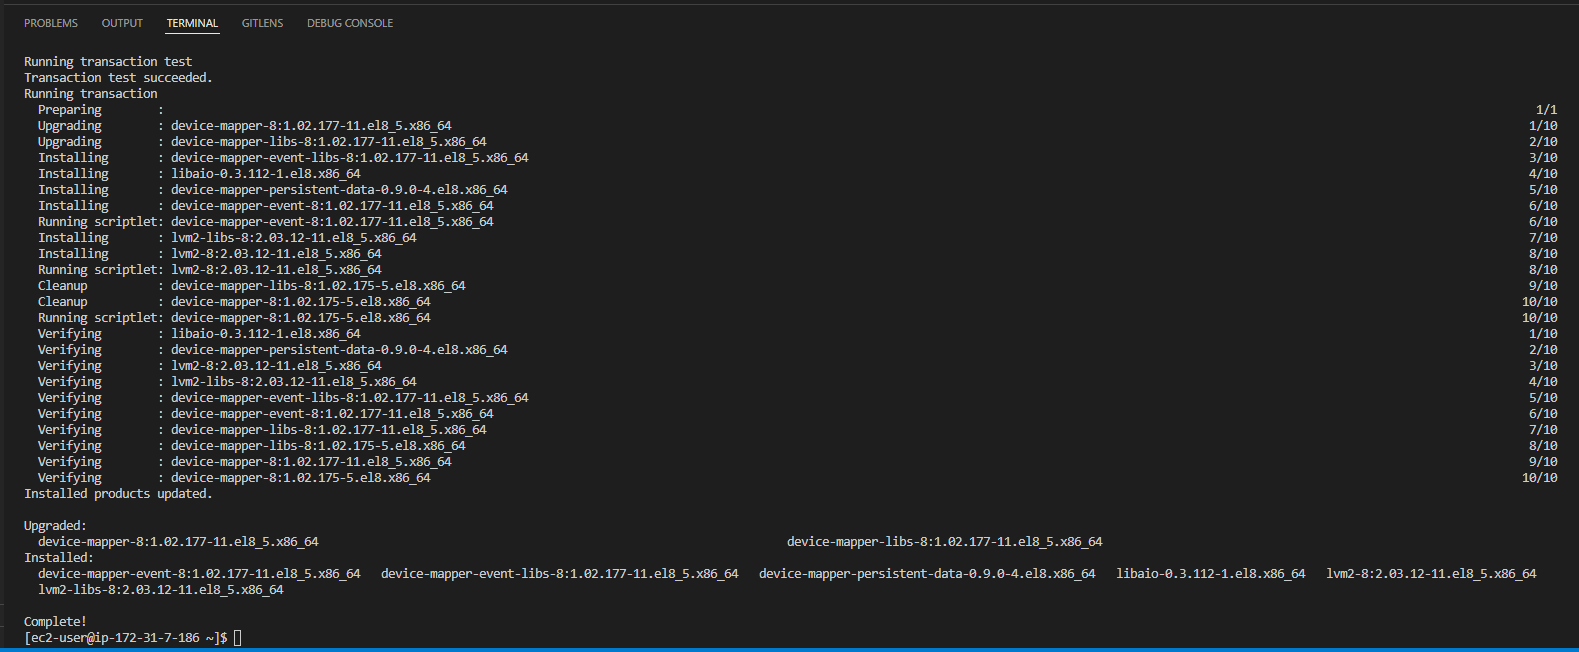 PROBLEMS OUTPUT TERMINAL GITLENS DEBUG CONSOLE
Running transaction test
Transaction test succeeded.
Running transaction
  Preparing        : 1/1
  Upgrading        : device-mapper-8:1.02.177-11.el8_5.x86_64 1/10
  Upgrading        : device-mapper-libs-8:1.02.177-11.el8_5.x86_64 2/10
  Installing       : device-mapper-event-libs-8:1.02.177-11.el8_5.x86_64 3/10
  Installing       : libaio-0.3.112-1.el8.x86_64 4/10
  Installing       : device-mapper-persistent-data-0.9.0-4.el8.x86_64 5/10
  Installing       : device-mapper-event-8:1.02.177-11.el8_5.x86_64 6/10
  Running scriptlet: device-mapper-event-8:1.02.177-11.el8_5.x86_64 6/10
  Installing       : lvm2-libs-8:2.03.12-11.el8_5.x86_64 7/10
  Installing       : lvm2-8:2.03.12-11.el8_5.x86_64 8/10
  Running scriptlet: lvm2-8:2.03.12-11.el8_5.x86_64 8/10
  Cleanup          : device-mapper-libs-8:1.02.175-5.el8.x86_64 9/10
  Cleanup          : device-mapper-8:1.02.175-5.el8.x86_64 10/10
  Running scriptlet: device-mapper-8:1.02.175-5.el8.x86_64 10/10
  Verifying        : libaio-0.3.112-1.el8.x86_64 1/10
  Verifying        : device-mapper-persistent-data-0.9.0-4.el8.x86_64 2/10
  Verifying        : lvm2-8:2.03.12-11.el8_5.x86_64 3/10
  Verifying        : lvm2-libs-8:2.03.12-11.el8_5.x86_64 4/10
  Verifying        : device-mapper-event-libs-8:1.02.177-11.el8_5.x86_64 5/10
  Verifying        : device-mapper-event-8:1.02.177-11.el8_5.x86_64 6/10
  Verifying        : device-mapper-libs-8:1.02.177-11.el8_5.x86_64 7/10
  Verifying        : device-mapper-libs-8:1.02.175-5.el8.x86_64 8/10
  Verifying        : device-mapper-8:1.02.177-11.el8_5.x86_64 9/10
  Verifying        : device-mapper-8:1.02.175-5.el8.x86_64 10/10
Installed products updated.
Upgraded:
  device-mapper-8:1.02.177-11.el8_5.x86_64 device-mapper-libs-8:1.02.177-11.el8_5.x86_64
Installed:
  device-mapper-event-8:1.02.177-11.el8_5.x86_64 device-mapper-event-libs-8:1.02.177-11.el8_5.x86_64 device-mapper-persistent-data-0.9.0-4.el8.x86_64 libaio-0.3.112-1.el8.x86_64 lvm2-8:2.03.12-11.el8_5.x86_64
  lvm2-libs-8:2.03.12-11.el8_5.x86_64
Complete!
[ec2-user@ip-172-31-7-186 ~]$